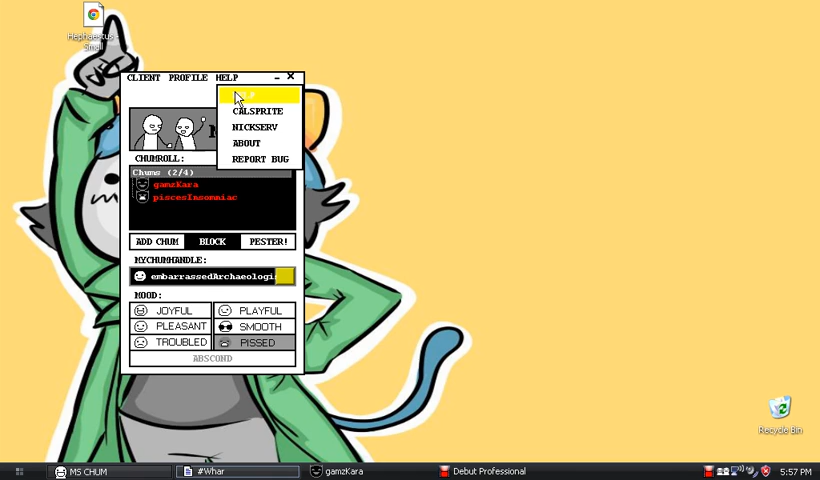 Hephaestus -
Small
CLIENT PROFILE HELP
CALSPRITE
NICKSERV
ABOUT
REPORT BUG
CHUMROLL:
Chums (2/4)
gamzKara
piscesInsomniac
ADD CHUM BLOCK PESTER!
MYCHUMHANDLE:
embarrassedArchaeologi
MOOD:
JOYFUL PLAYFUL
PLEASANT SMOOTH
TROUBLED PISSED
ABSCOND
Recycle Bin
MS CHUM #Whar gamzKara Debut Professional 5:57 PM